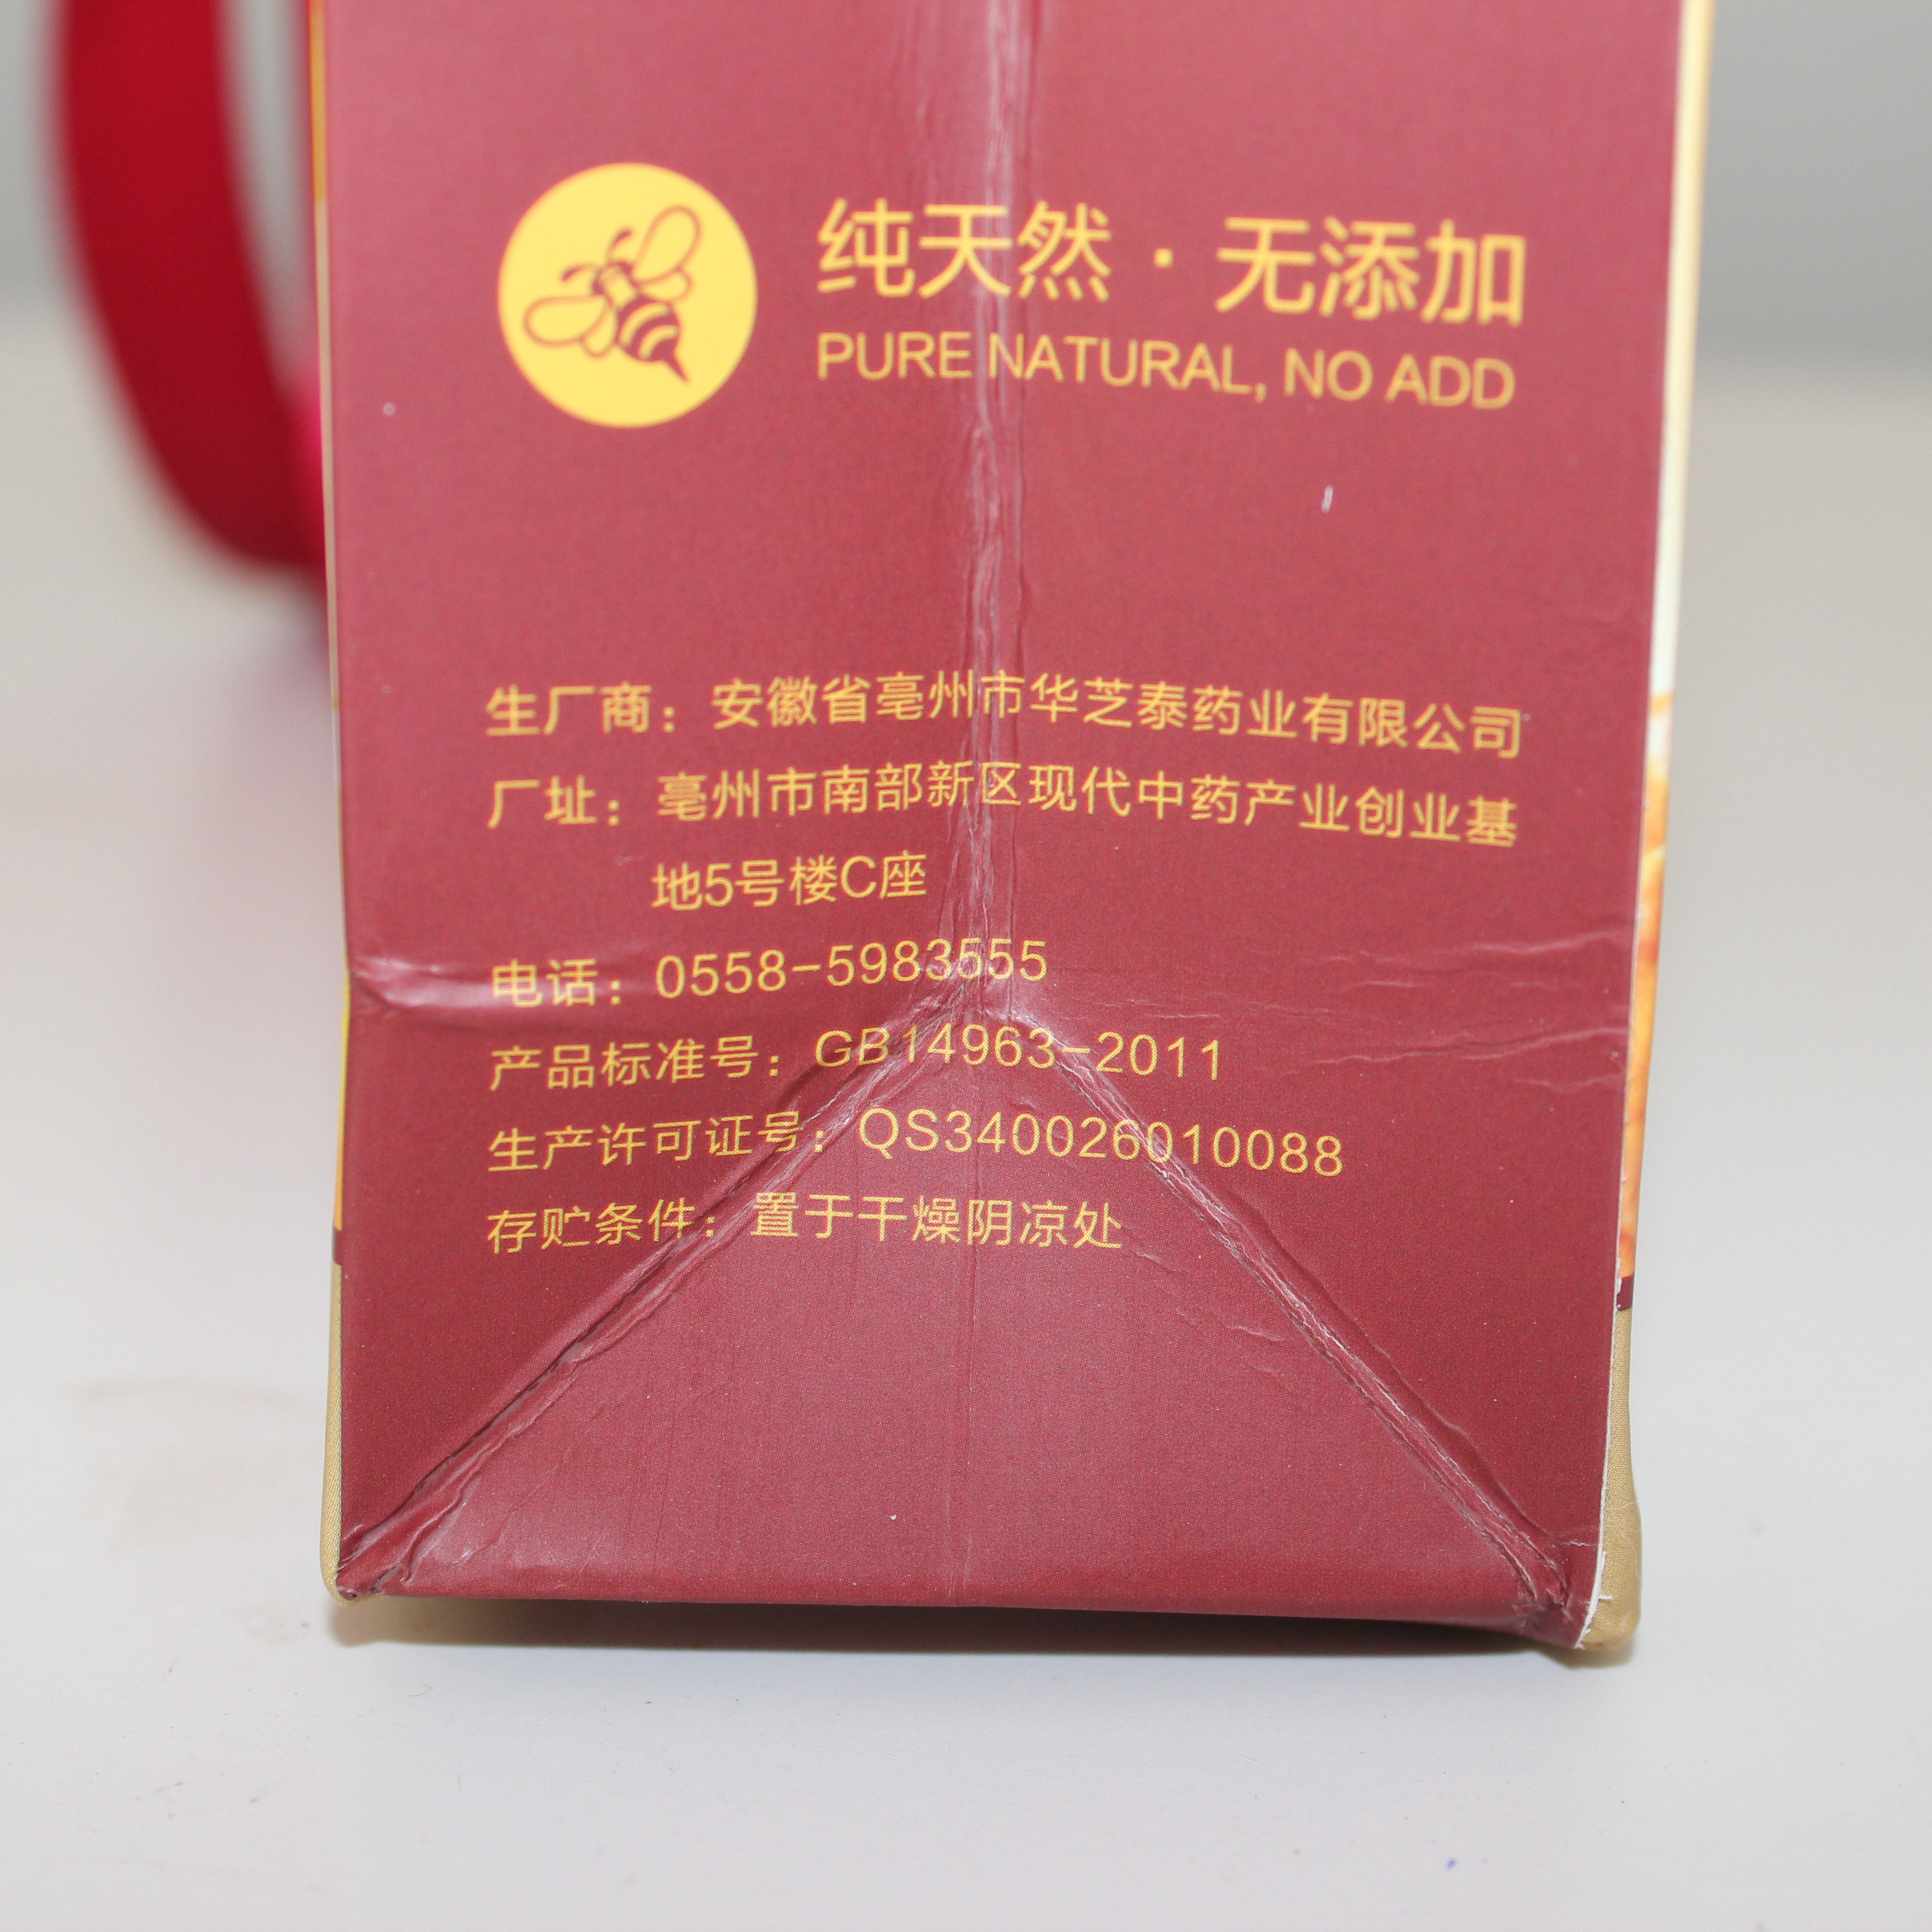 纯天然·无添加
PURE NATURAL, NO ADD
生厂商：安徽省亳州市华芝泰药业有限公司
厂址：亳州市南部新区现代中药产业创业基
地5号楼C座
电话：0558-5983555
产品标准号：GB14963-2011
生产许可证号：QS340026010088
存贮条件：置于干燥阴凉处